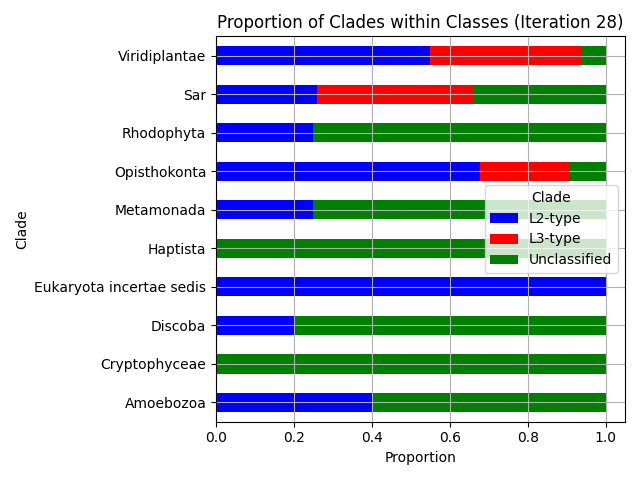 Proportion of Clades within Classes (Iteration 28)
Viridiplantae
Sar
Rhodophyta
Opisthokonta
Metamonada
Haptista
Eukaryota incertae sedis
Discoba
Cryptophyceae
Amoebozoa
Clade
Clade
L2-type
L3-type
Unclassified
0.0 0.2 0.4 0.6 0.8 1.0
Proportion